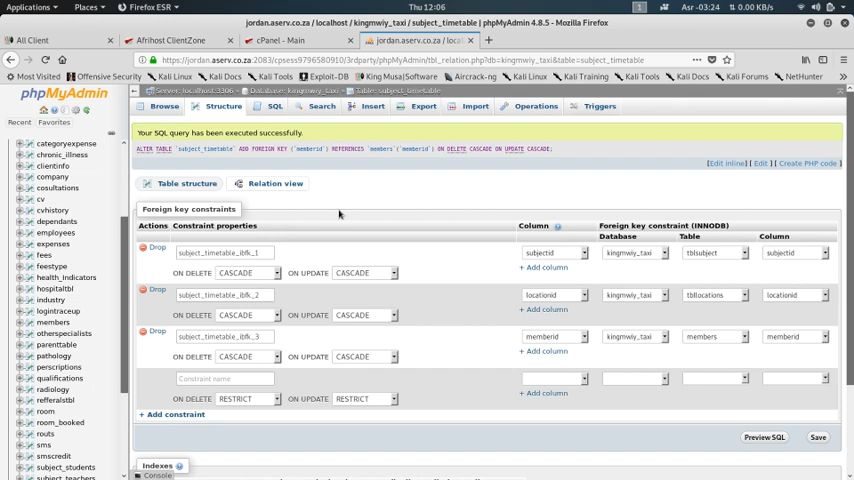 Applications Places Firefox ESR Thu 12:06 1 Asr -03:24 0.00 KB/s
jordan.aserv.co.za / localhost / kingmwiy_taxi / subject_timetable | phpMyAdmin 4.8.5 - Mozilla Firefox
All Client × Afrihost ClientZone × cPanel - Main × jordan.aserv.co.za / local ×
https://jordan.aserv.co.za:2083/cpsess9796580910/3rdparty/phpMyAdmin/tbl_relation.php?db=kingmwiy_taxi&table=subject_timetable
Most Visited Offensive Security Kali Linux Kali Docs Kali Tools Exploit-DB King Musa|Software Aircrack-ng Kali Linux Kali Training Kali Tools Kali Docs Kali Forums NetHunter
phpMyAdmin
Server: localhost:3306 » Database: kingmwiy_taxi » Table: subject_timetable
Browse Structure SQL Search Insert Export Import Operations Triggers
Recent Favorites
categoryexpense
chronic_illness
clientinfo
company
cosultations
cv
cvhistory
dependants
employees
expenses
fees
feestype
health_indicators
hospitaltbl
industry
logintraceup
members
otherspecialists
parenttable
pathology
perscriptions
qualifications
radiology
refferalstbl
room
room_booked
routs
sms
smscredit
subject_students
subject_teachers
Your SQL query has been executed successfully.
ALTER TABLE `subject_timetable` ADD FOREIGN KEY (`memberid`) REFERENCES `members`(`memberid`) ON DELETE CASCADE ON UPDATE CASCADE;
[Edit inline] [ Edit ] [ Create PHP code ]
Table structure Relation view
Foreign key constraints
Actions Constraint properties Column Foreign key constraint (INNODB)
Database Table Column
Drop subject_timetable_ibfk_1 subjectid kingmwiy_taxi tblsubject subjectid
+ Add column
ON DELETE CASCADE ON UPDATE CASCADE
Drop subject_timetable_ibfk_2 locationid kingmwiy_taxi tbllocations locationid
+ Add column
ON DELETE CASCADE ON UPDATE CASCADE
Drop subject_timetable_ibfk_3 memberid kingmwiy_taxi members memberid
+ Add column
ON DELETE CASCADE ON UPDATE CASCADE
Constraint name
+ Add column
ON DELETE RESTRICT ON UPDATE RESTRICT
+ Add constraint
Preview SQL Save
Indexes
Console